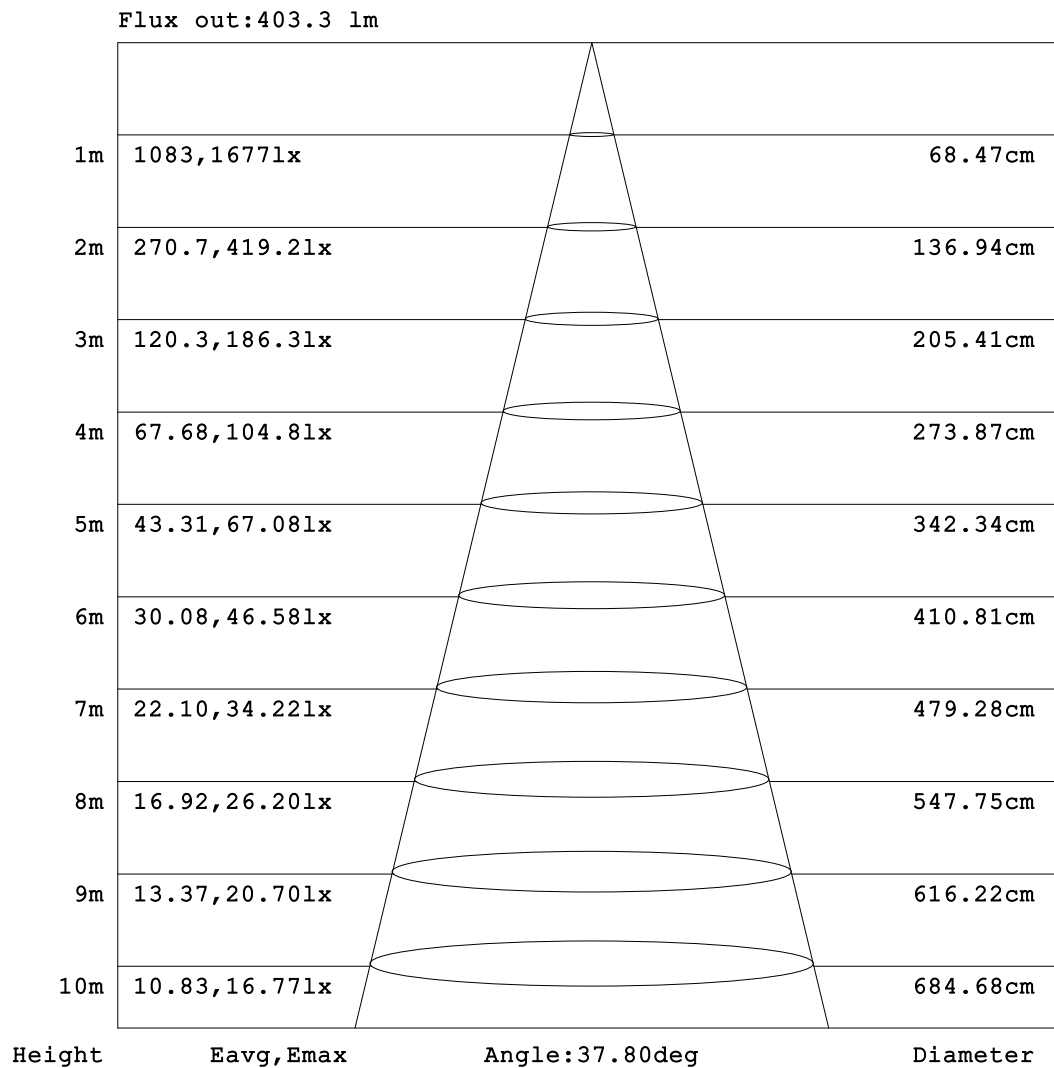 Flux out:403.3 lm
1m 1083,1677lx 68.47cm
2m 270.7,419.2lx 136.94cm
3m 120.3,186.3lx 205.41cm
4m 67.68,104.8lx 273.87cm
5m 43.31,67.08lx 342.34cm
6m 30.08,46.58lx 410.81cm
7m 22.10,34.22lx 479.28cm
8m 16.92,26.20lx 547.75cm
9m 13.37,20.70lx 616.22cm
10m 10.83,16.77lx 684.68cm
Height Eavg,Emax Angle:37.80deg Diameter